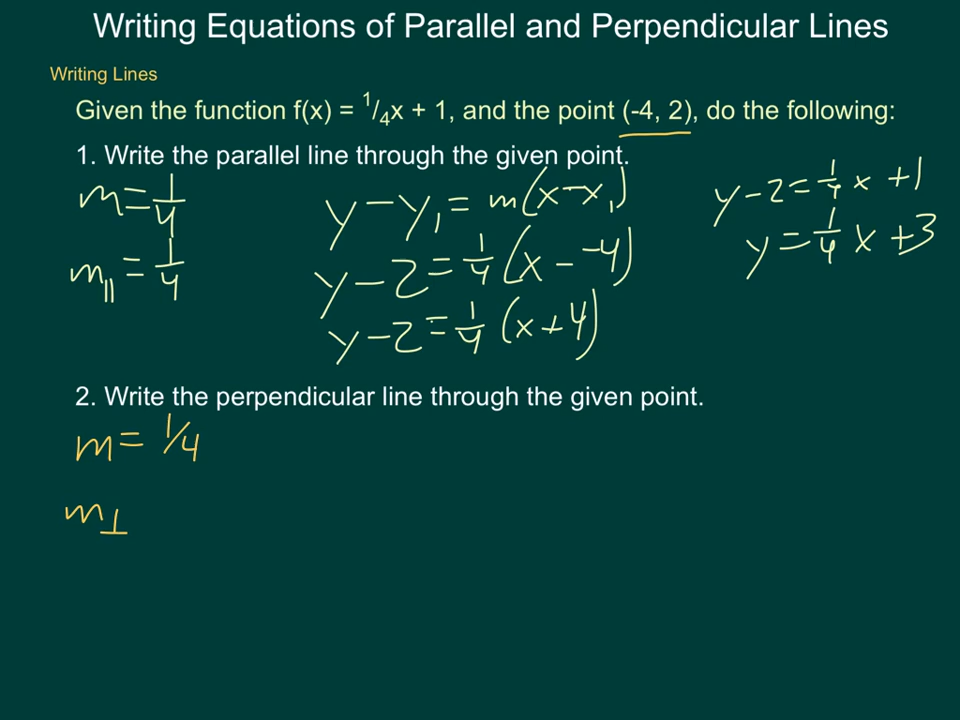 Writing Equations of Parallel and Perpendicular Lines
Writing Lines
Given the function f(x) = 1/4x + 1, and the point (-4, 2), do the following:
1. Write the parallel line through the given point.
m = 1/4
m∥ = 1/4
y - y₁ = m(x - x₁)
y - 2 = 1/4 (x - -4)
y - 2 = 1/4 (x + 4)
y - 2 = 1/4 x + 1
y = 1/4 x + 3
2. Write the perpendicular line through the given point.
m = 1/4
m⊥